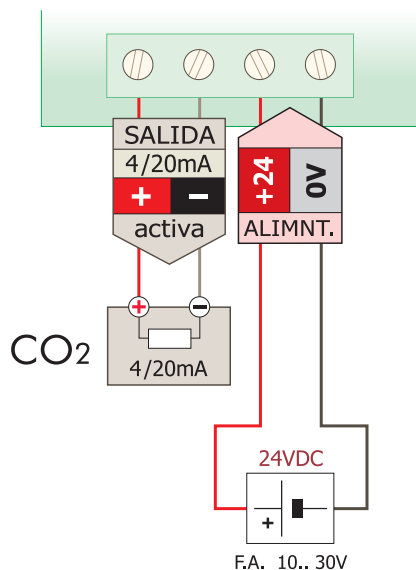 SALIDA
4/20mA
+ −
activa
+24 0V
ALIMNT.
+ −
CO2
4/20mA
24VDC
+
F.A. 10.. 30V